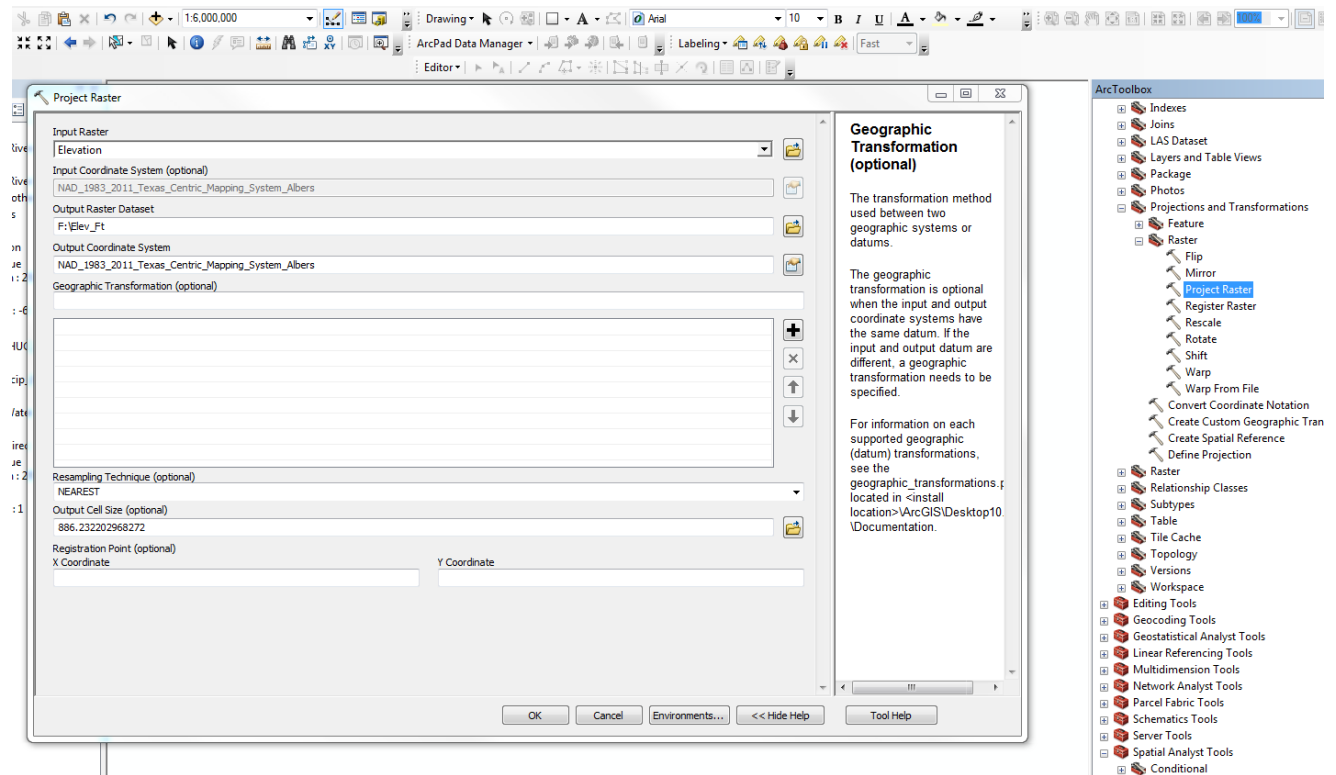 1:6,000,000
Drawing
A
Arial
10
B I U A
100%
ArcPad Data Manager
Labeling
Fast
Editor
Project Raster
Input Raster
Elevation
Input Coordinate System (optional)
NAD_1983_2011_Texas_Centric_Mapping_System_Albers
Output Raster Dataset
F:\Elev_Ft
Output Coordinate System
NAD_1983_2011_Texas_Centric_Mapping_System_Albers
Geographic Transformation (optional)
Resampling Technique (optional)
NEAREST
Output Cell Size (optional)
886.232202968272
Registration Point (optional)
X Coordinate
Y Coordinate
OK
Cancel
Environments...
<< Hide Help
Tool Help
Geographic
Transformation
(optional)
The transformation method
used between two
geographic systems or
datums.
The geographic
transformation is optional
when the input and output
coordinate systems have
the same datum. If the
input and output datum are
different, a geographic
transformation needs to be
specified.
For information on each
supported geographic
(datum) transformations,
see the
geographic_transformations.p
located in <install
location>\ArcGIS\Desktop10.
\Documentation.
ArcToolbox
Indexes
Joins
LAS Dataset
Layers and Table Views
Package
Photos
Projections and Transformations
Feature
Raster
Flip
Mirror
Project Raster
Register Raster
Rescale
Rotate
Shift
Warp
Warp From File
Convert Coordinate Notation
Create Custom Geographic Tran
Create Spatial Reference
Define Projection
Raster
Relationship Classes
Subtypes
Table
Tile Cache
Topology
Versions
Workspace
Editing Tools
Geocoding Tools
Geostatistical Analyst Tools
Linear Referencing Tools
Multidimension Tools
Network Analyst Tools
Parcel Fabric Tools
Schematics Tools
Server Tools
Spatial Analyst Tools
Conditional